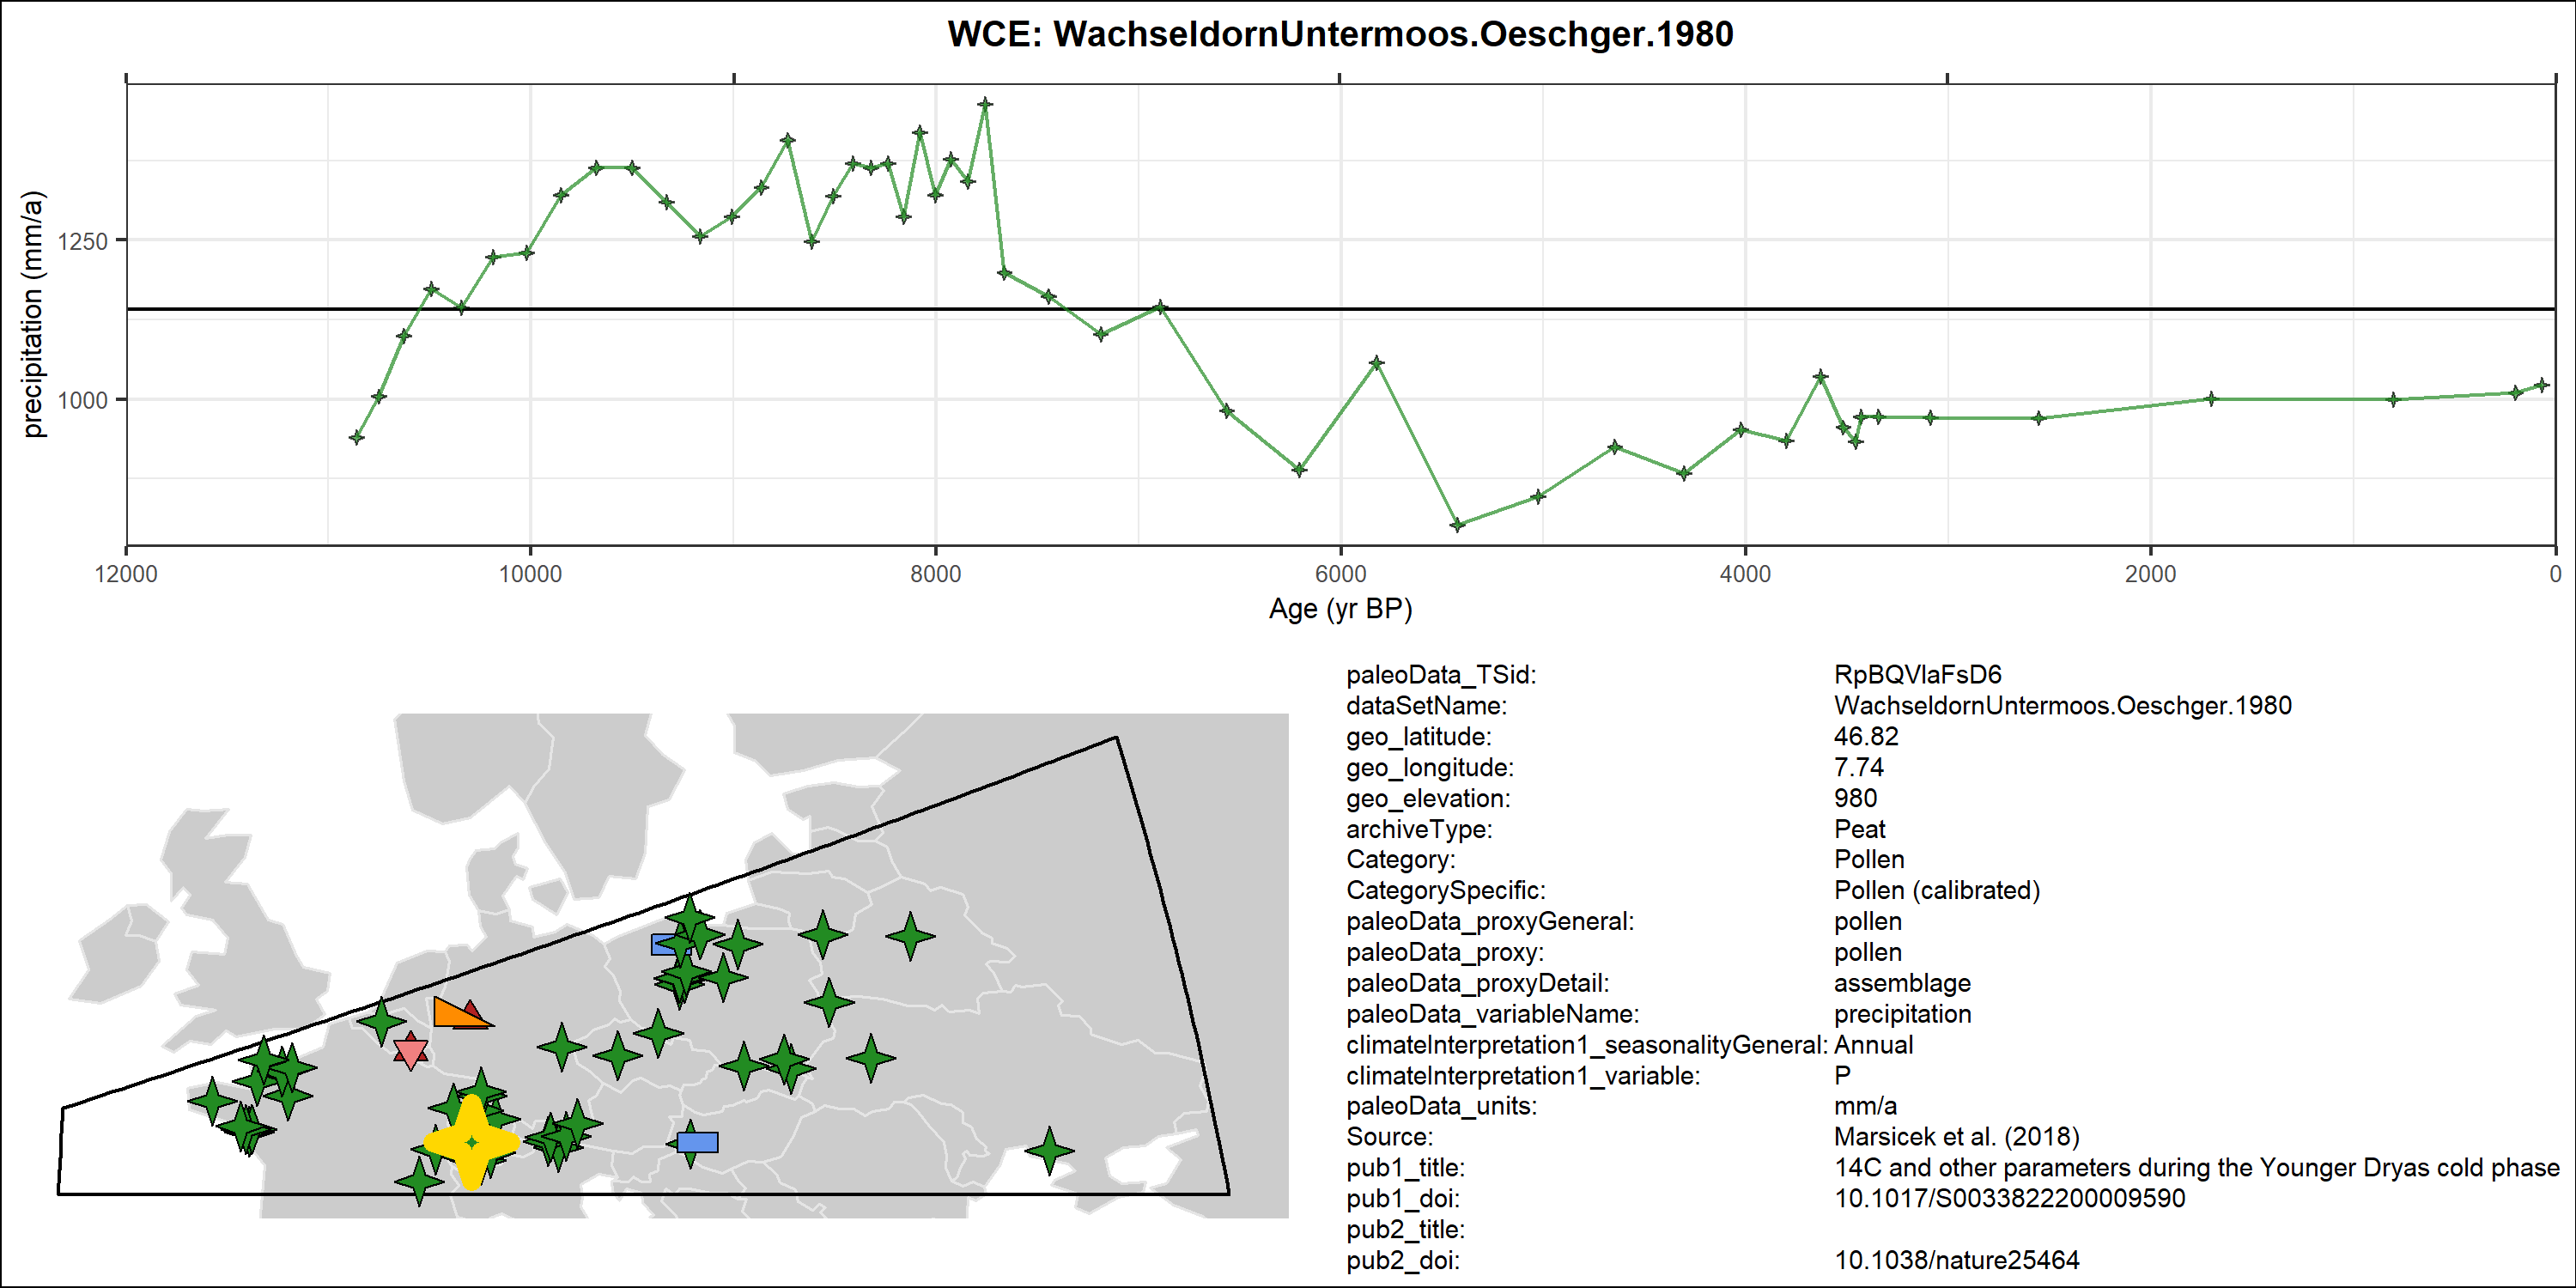 WCE: WachseldornUntermoos.Oeschger.1980
precipitation (mm/a)
1250
1000
12000 10000 8000 6000 4000 2000 0
Age (yr BP)
paleoData_TSid: RpBQVlaFsD6
dataSetName: WachseldornUntermoos.Oeschger.1980
geo_latitude: 46.82
geo_longitude: 7.74
geo_elevation: 980
archiveType: Peat
Category: Pollen
CategorySpecific: Pollen (calibrated)
paleoData_proxyGeneral: pollen
paleoData_proxy: pollen
paleoData_proxyDetail: assemblage
paleoData_variableName: precipitation
climateInterpretation1_seasonalityGeneral: Annual
climateInterpretation1_variable: P
paleoData_units: mm/a
Source: Marsicek et al. (2018)
pub1_title: 14C and other parameters during the Younger Dryas cold phase
pub1_doi: 10.1017/S0033822200009590
pub2_title:
pub2_doi: 10.1038/nature25464